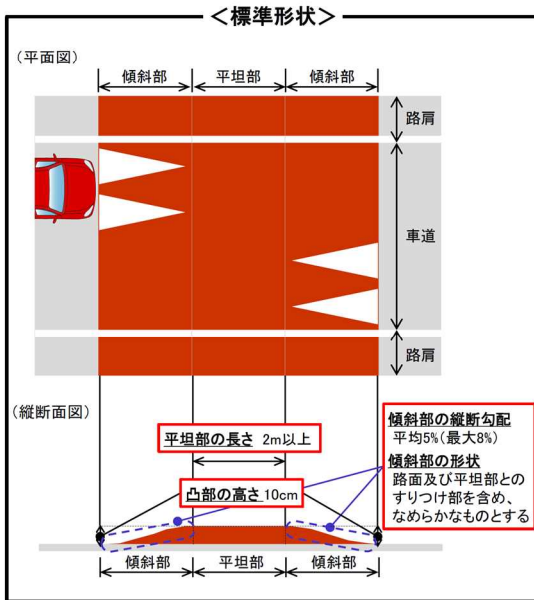 ＜標準形状＞
（平面図）
傾斜部 平坦部 傾斜部
路肩
車道
路肩
（縦断面図）
平坦部の長さ 2m以上
凸部の高さ 10cm
傾斜部の縦断勾配
平均5%(最大8%)
傾斜部の形状
路面及び平坦部との
すりつけ部を含め、
なめらかなものとする
傾斜部 平坦部 傾斜部